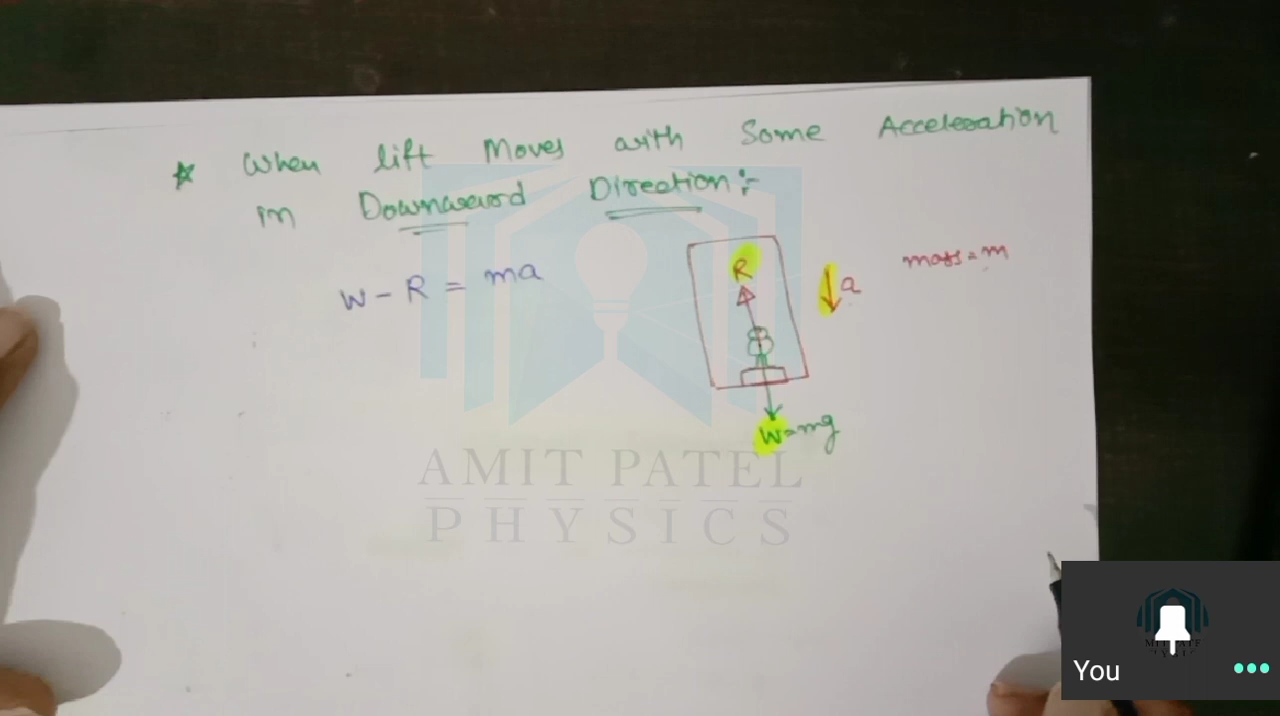 * When lift Moves with Some Acceleration
in Downward Direction:-
W - R = ma
R
a
mass = m
W=mg
AMIT PATEL
PHYSICS
You